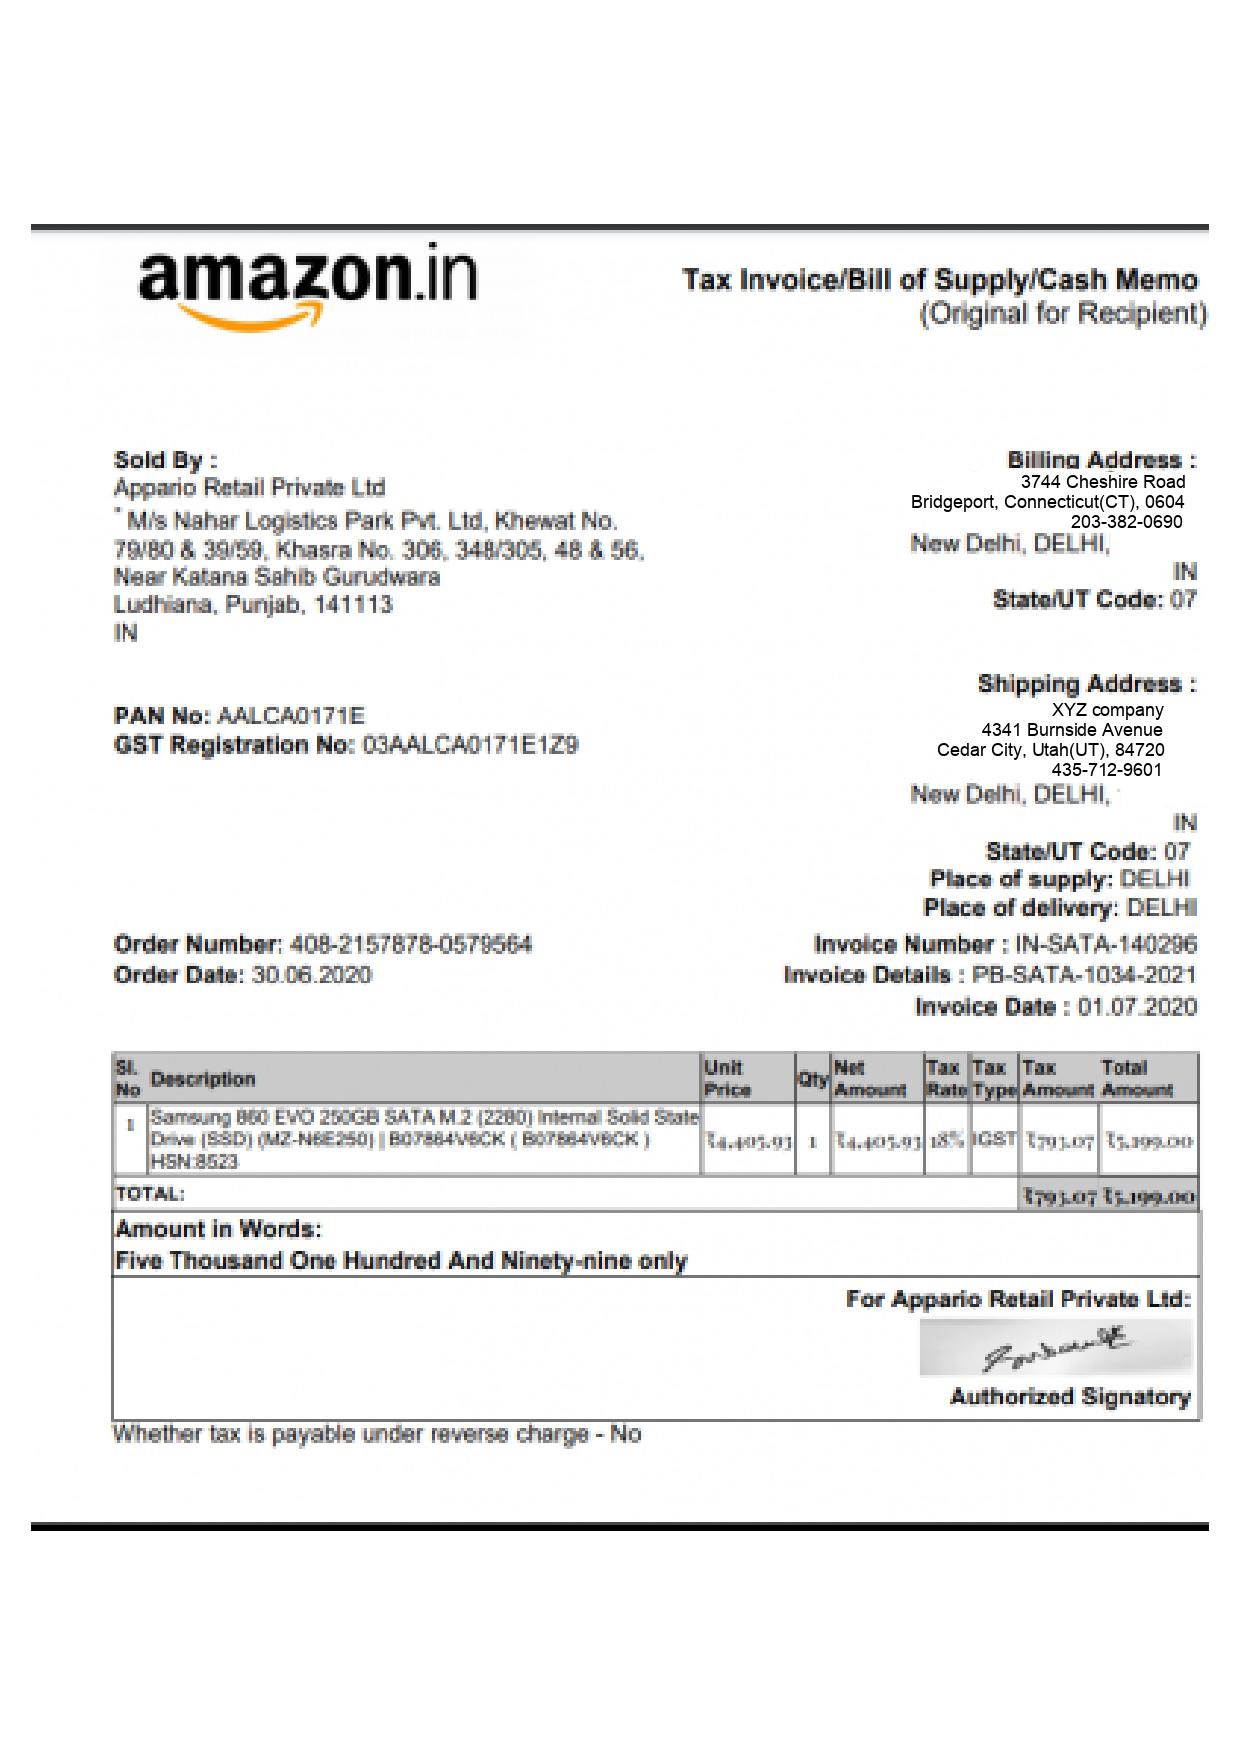 amazon.in
Tax Invoice/Bill of Supply/Cash Memo
(Original for Recipient)
Sold By :
Appario Retail Private Ltd
* M/s Nahar Logistics Park Pvt. Ltd, Khewat No.
79/80 & 39/59, Khasra No. 306, 348/305, 48 & 56,
Near Katana Sahib Gurudwara
Ludhiana, Punjab, 141113
IN
Billing Address :
3744 Cheshire Road
Bridgeport, Connecticut(CT), 0604
203-382-0690
New Delhi, DELHI,
IN
State/UT Code: 07
PAN No: AALCA0171E
GST Registration No: 03AALCA0171E1Z9
Shipping Address :
XYZ company
4341 Burnside Avenue
Cedar City, Utah(UT), 84720
435-712-9601
New Delhi, DELHI,
IN
State/UT Code: 07
Place of supply: DELHI
Place of delivery: DELHI
Order Number: 408-2157878-0579564
Order Date: 30.06.2020
Invoice Number : IN-SATA-140296
Invoice Details : PB-SATA-1034-2021
Invoice Date : 01.07.2020
Sl. No Description Unit Price Qty Net Amount Tax Rate Tax Type Tax Amount Total Amount
1 Samsung 860 EVO 250GB SATA M.2 (2280) Internal Solid State
Drive (SSD) (MZ-N6E250) | B07864V6CK ( B07864V6CK ) ₹4,405.93 1 ₹4,405.93 18% IGST ₹793.07 ₹5,199.00
HSN:8523
TOTAL: ₹793.07 ₹5,199.00
Amount in Words:
Five Thousand One Hundred And Ninety-nine only
For Appario Retail Private Ltd:
Authorized Signatory
Whether tax is payable under reverse charge - No